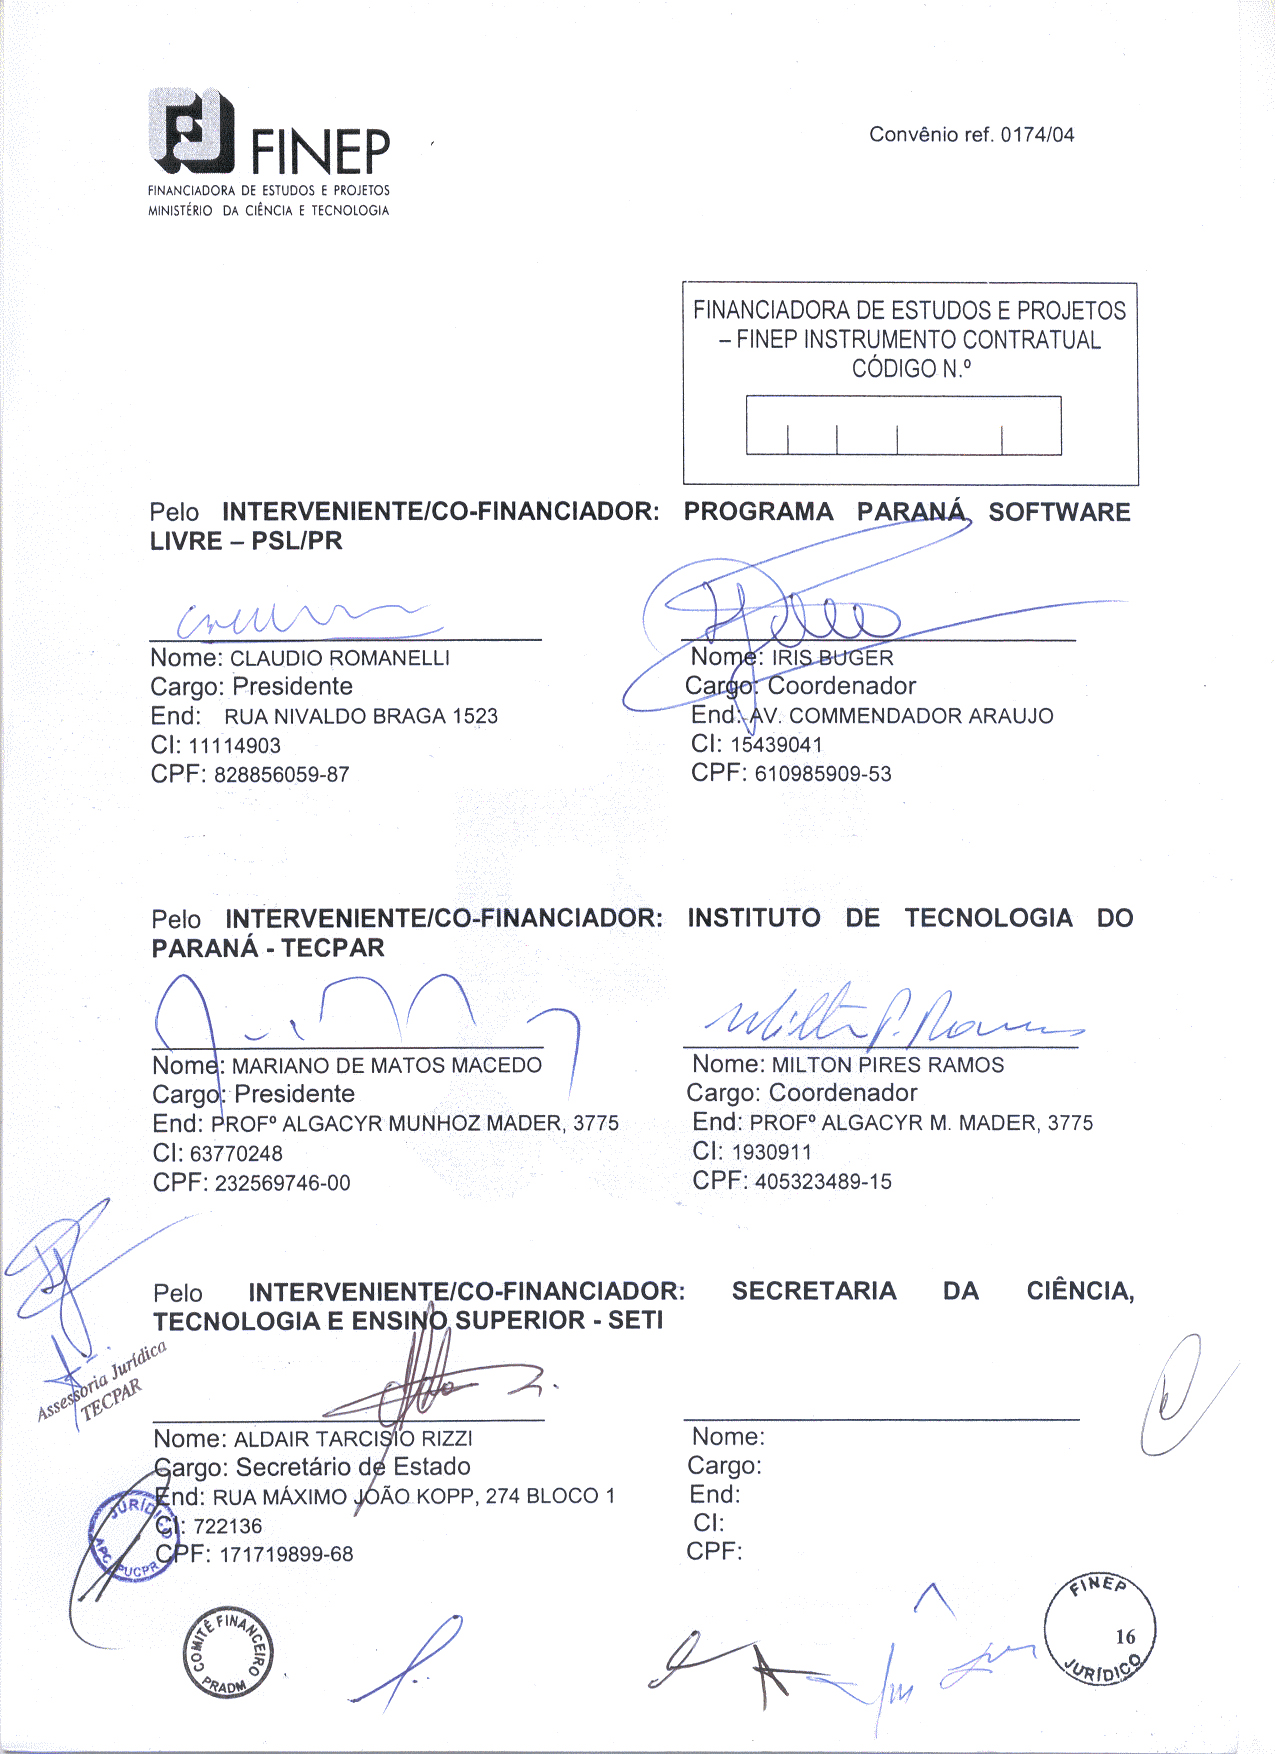 FINEP
FINANCIADORA DE ESTUDOS E PROJETOS
MINISTÉRIO DA CIÊNCIA E TECNOLOGIA
Convênio ref. 0174/04
FINANCIADORA DE ESTUDOS E PROJETOS
– FINEP INSTRUMENTO CONTRATUAL
CÓDIGO N.º
Pelo INTERVENIENTE/CO-FINANCIADOR: PROGRAMA PARANÁ SOFTWARE
LIVRE – PSL/PR
Nome: CLAUDIO ROMANELLI
Cargo: Presidente
End: RUA NIVALDO BRAGA 1523
CI: 11114903
CPF: 828856059-87
Nome: IRIS BUGER
Cargo: Coordenador
End: AV. COMMENDADOR ARAUJO
CI: 15439041
CPF: 610985909-53
Pelo INTERVENIENTE/CO-FINANCIADOR: INSTITUTO DE TECNOLOGIA DO
PARANÁ - TECPAR
Milton P. Ramos
Nome: MARIANO DE MATOS MACEDO
Cargo: Presidente
End: PROFº ALGACYR MUNHOZ MADER, 3775
CI: 63770248
CPF: 232569746-00
Nome: MILTON PIRES RAMOS
Cargo: Coordenador
End: PROFº ALGACYR M. MADER, 3775
CI: 1930911
CPF: 405323489-15
Pelo INTERVENIENTE/CO-FINANCIADOR: SECRETARIA DA CIÊNCIA,
TECNOLOGIA E ENSINO SUPERIOR - SETI
Assessoria Jurídica
TECPAR
Nome: ALDAIR TARCISIO RIZZI
Cargo: Secretário de Estado
End: RUA MÁXIMO JOÃO KOPP, 274 BLOCO 1
CI: 722136
CPF: 171719899-68
Nome:
Cargo:
End:
CI:
CPF:
JURÍDICO
APC PUCPR
COMITÊ FINANCEIRO
PRADM
FINEP
16
JURÍDICO